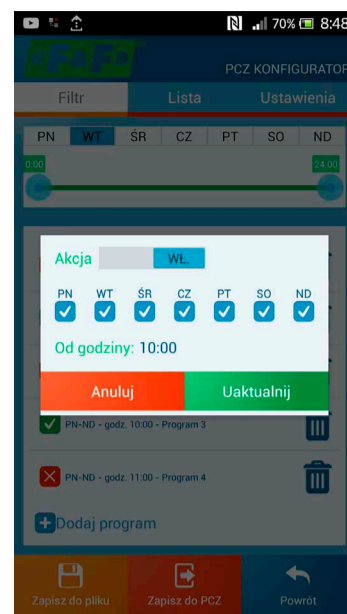 70% 8:48
«F&F»
PCZ KONFIGURATOR
Filtr Lista Ustawienia
PN WT ŚR CZ PT SO ND
0:00 24:00
Akcja WŁ.
PN WT ŚR CZ PT SO ND
Od godziny: 10:00
Anuluj Uaktualnij
PN-ND - godz. 10:00 - Program 3
PN-ND - godz. 11:00 - Program 4
Dodaj program
Zapisz do pliku Zapisz do PCZ Powrót